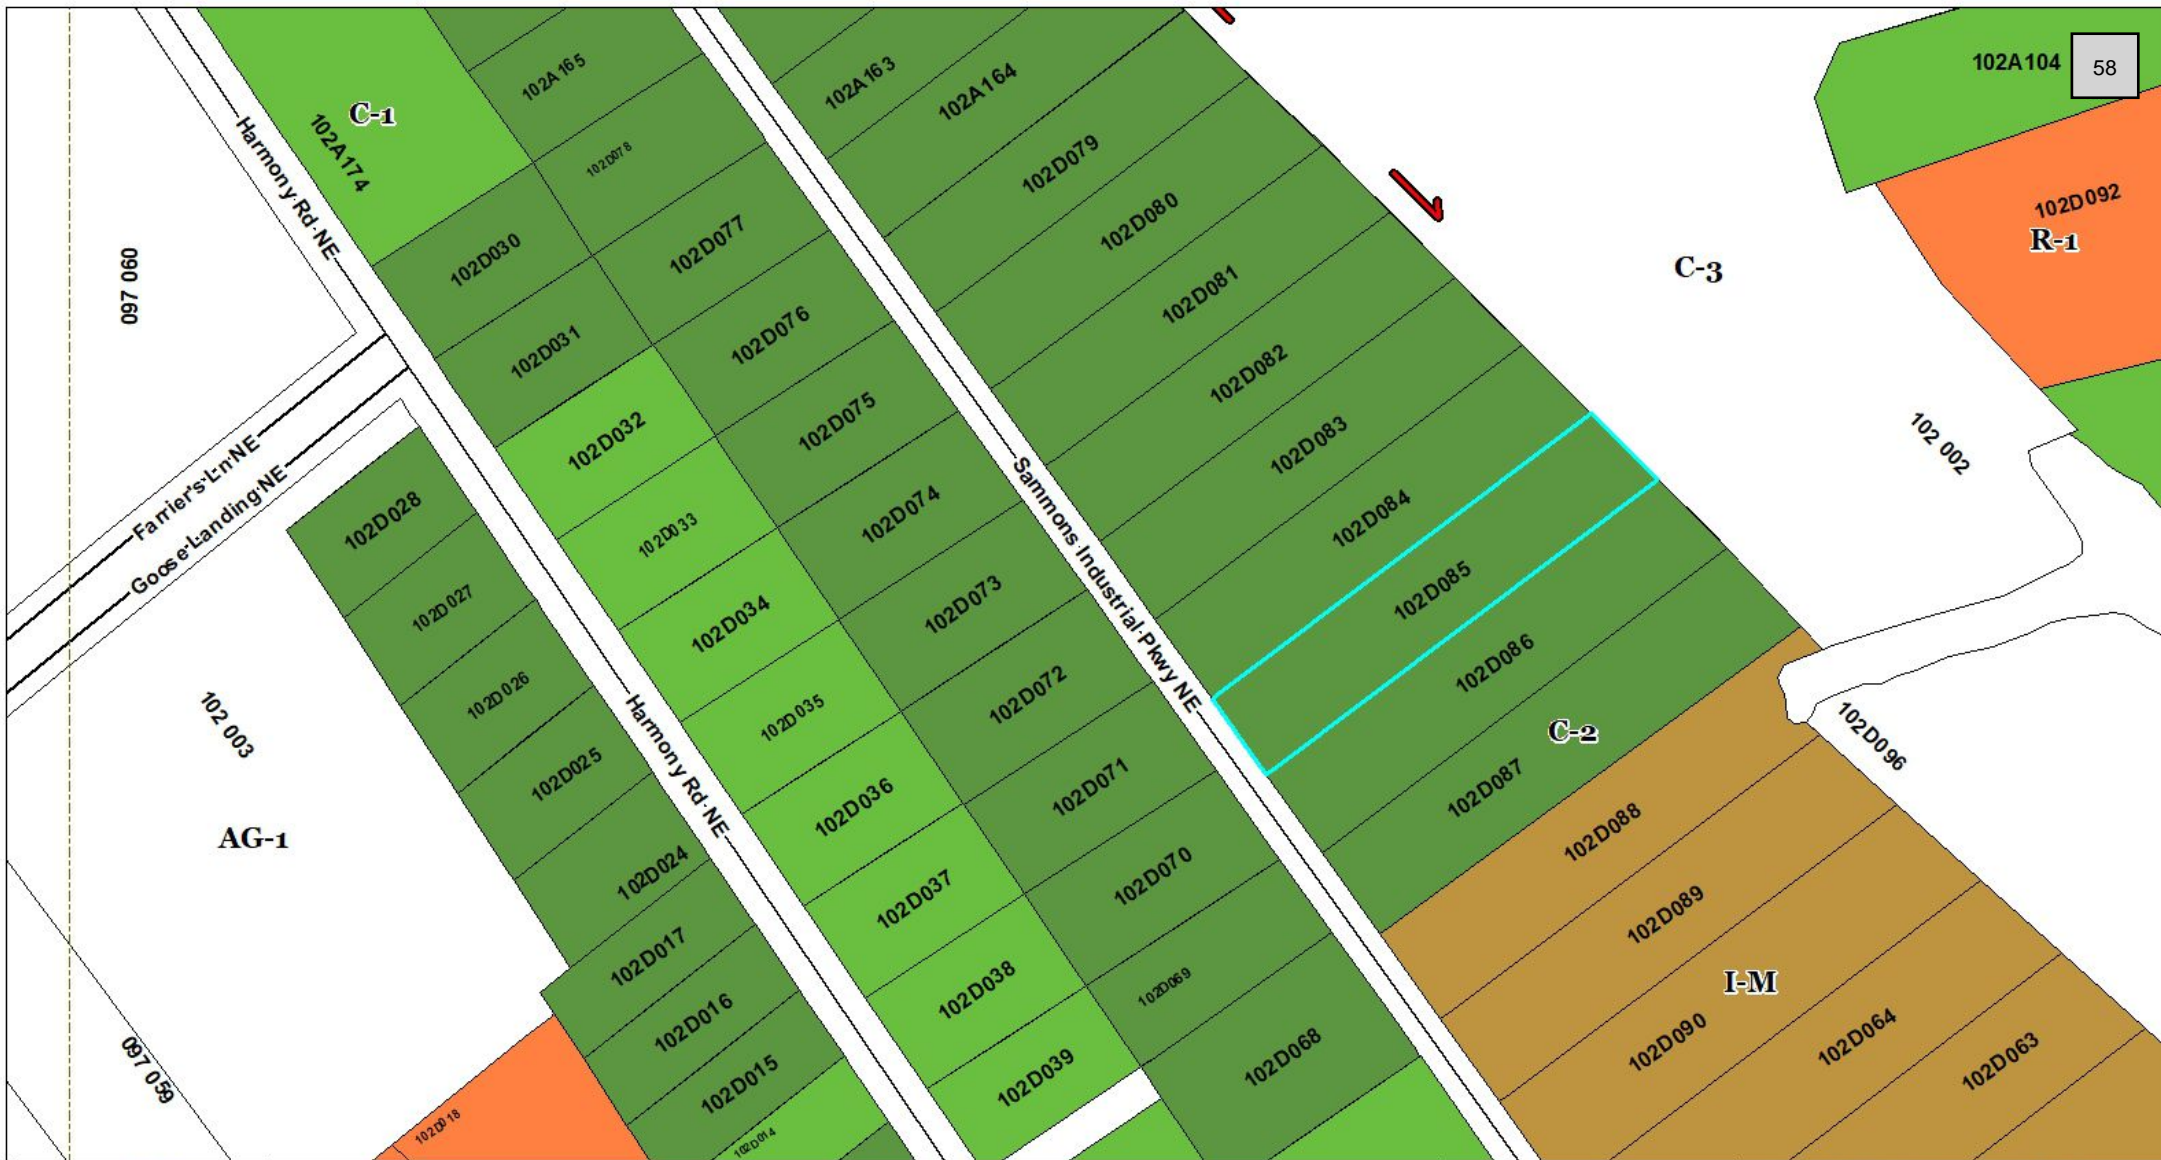 102A104
58
102A165
102A163
102A164
C-1
102A174
Harmony Rd NE
102D078
102D079
102D092
R-1
102D080
102D030
102D077
C-3
097 060
102D081
102D031
102D076
102D082
102D032
102D075
102D083
102 002
Farrier's Ln NE
Goose Landing NE
102D028
102D033
102D074
Sammons Industrial Pkwy NE
102D084
102D027
102D034
102D073
102D085
102D026
102D035
102D072
102D086
102 003
C-2
102D096
Harmony Rd NE
102D025
102D036
102D071
102D087
AG-1
102D088
102D024
102D037
102D070
102D089
102D017
102D038
102D069
I-M
102D016
102D090
102D064
102D063
097 059
102D015
102D039
102D068
102D018
102D014